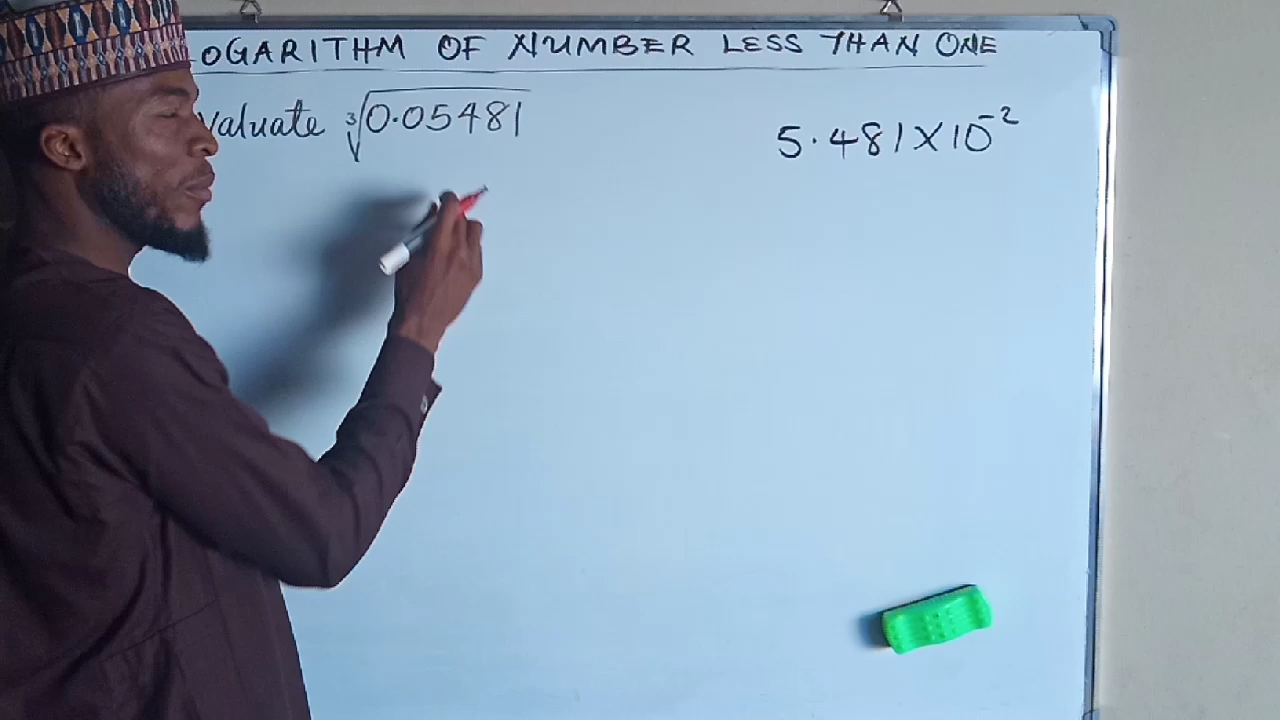 OGARITHM OF NUMBER LESS THAN ONE
valuate ∛0.05481
5.481 X 10⁻²